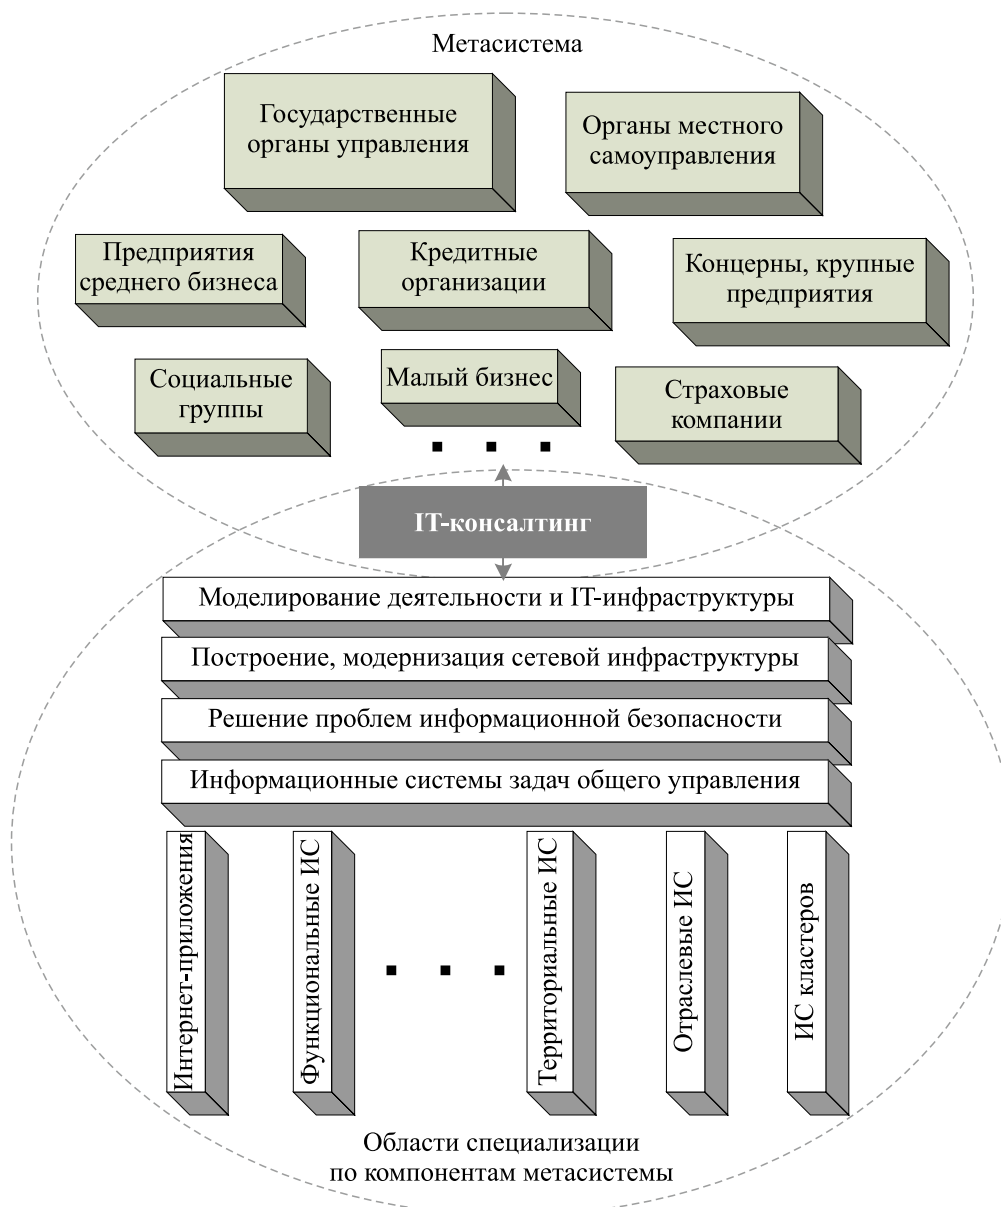 Метасистема
Государственные
органы управления
Органы местного
самоуправления
Предприятия
среднего бизнеса
Кредитные
организации
Концерны, крупные
предприятия
Социальные
группы
Малый бизнес
Страховые
компании
IT-консалтинг
Моделирование деятельности и IT-инфраструктуры
Построение, модернизация сетевой инфраструктуры
Решение проблем информационной безопасности
Информационные системы задач общего управления
Интернет-приложения
Функциональные ИС
Территориальные ИС
Отраслевые ИС
ИС кластеров
Области специализации
по компонентам метасистемы